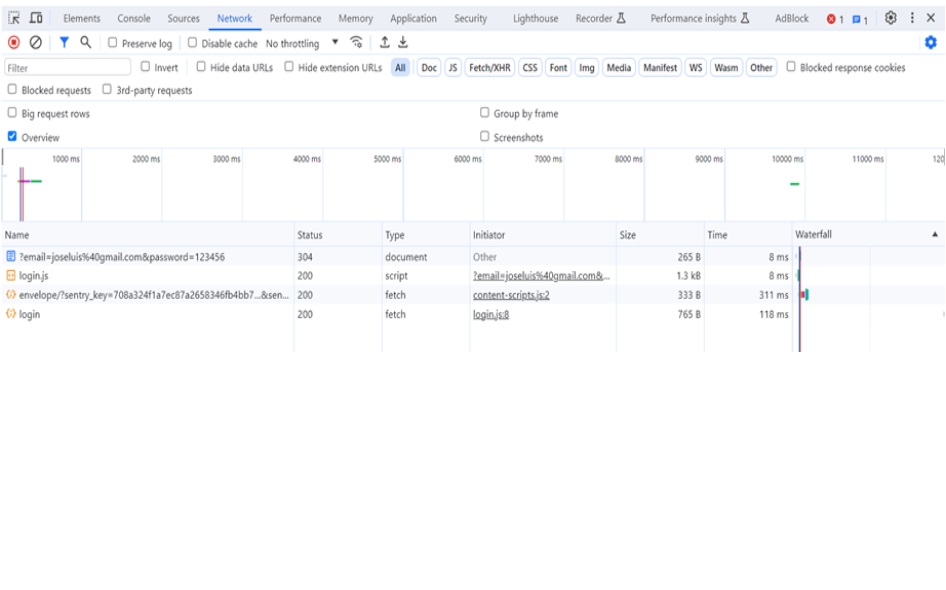 Elements Console Sources Network Performance Memory Application Security Lighthouse Recorder Performance insights AdBlock 1 1
Preserve log Disable cache No throttling
Filter Invert Hide data URLs Hide extension URLs All Doc JS Fetch/XHR CSS Font Img Media Manifest WS Wasm Other Blocked response cookies
Blocked requests 3rd-party requests
Big request rows Group by frame
Overview Screenshots
1000 ms 2000 ms 3000 ms 4000 ms 5000 ms 6000 ms 7000 ms 8000 ms 9000 ms 10000 ms 11000 ms 120
Name Status Type Initiator Size Time Waterfall
?email=joseluis%40gmail.com&password=123456 304 document Other 265 B 8 ms
login.js 200 script ?email=joseluis%40gmail.com&... 1.3 kB 8 ms
envelope/?sentry_key=708a324f1a7ec87a2658346fb4bb7...&sen... 200 fetch content-scripts.js:2 333 B 311 ms
login 200 fetch login.js:8 765 B 118 ms